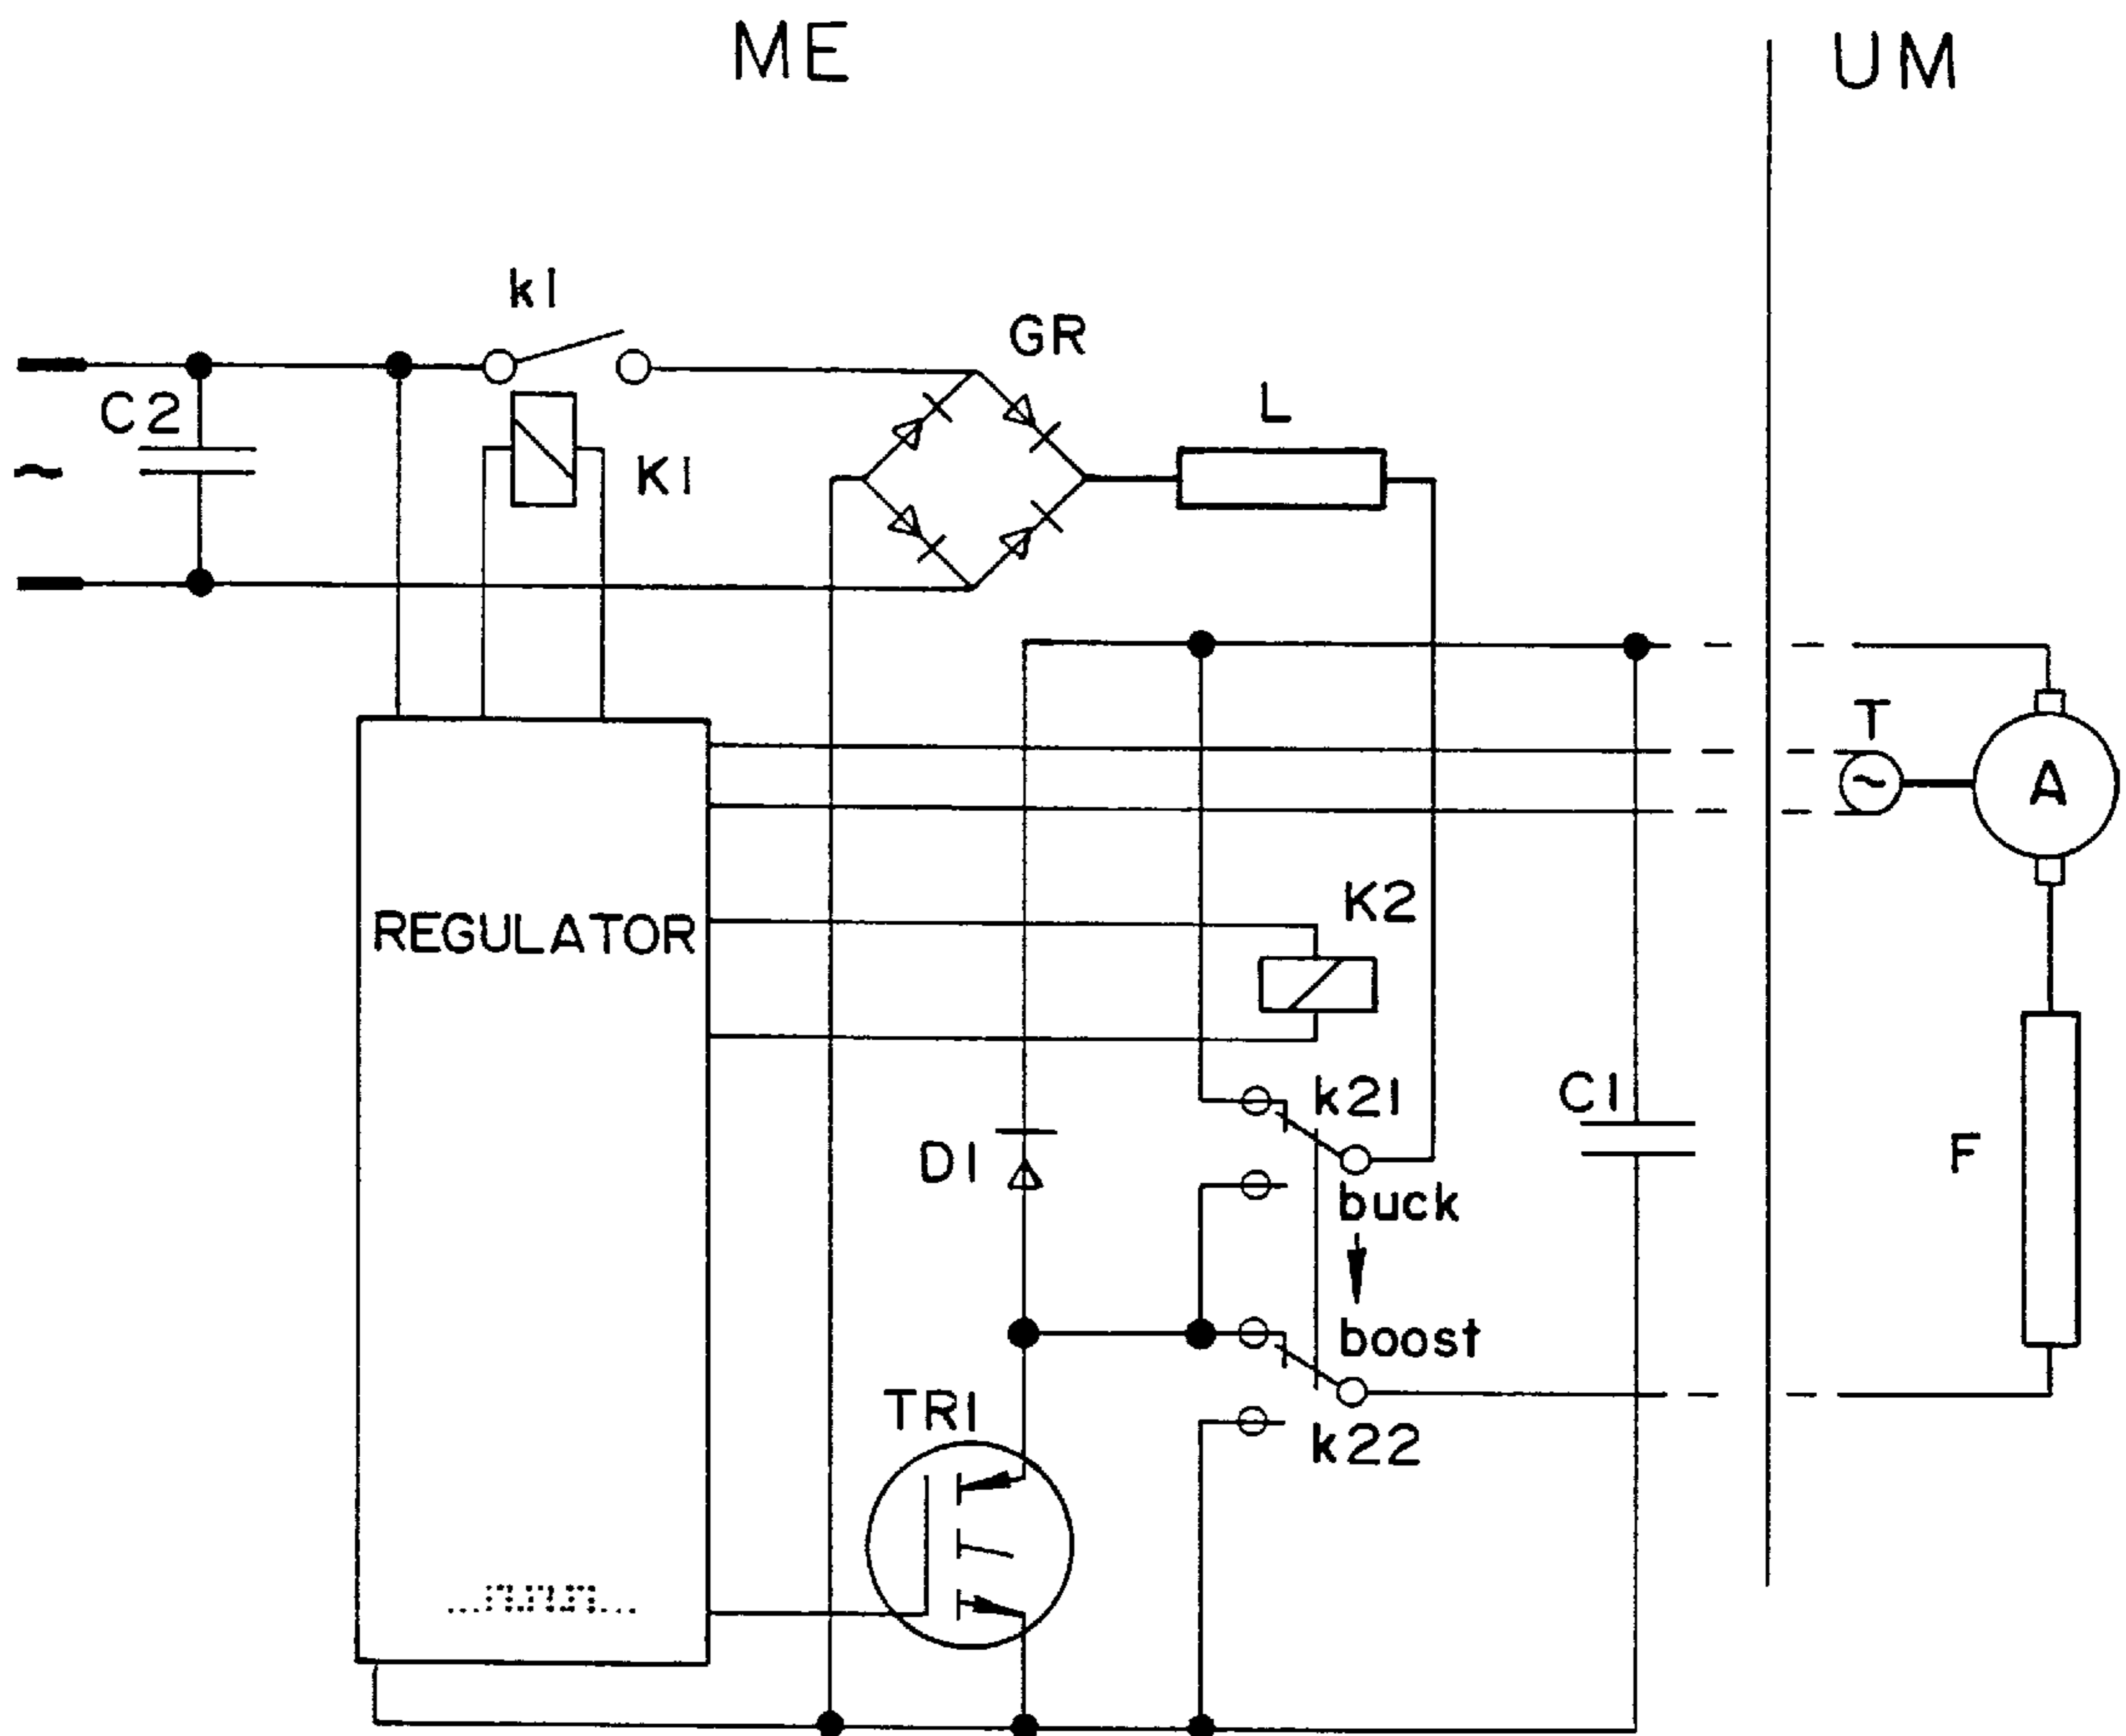 ME
UM
k1
GR
C2
L
~
K1
T
~
A
K2
REGULATOR
k21
C1
D1
F
buck
boost
TR1
k22